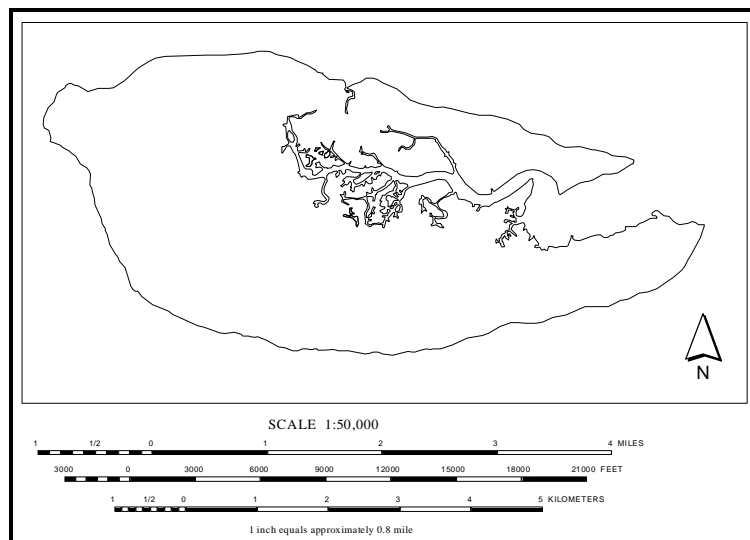 N
SCALE 1:50,000
1 1/2 0 1 2 3 4 MILES
3000 0 3000 6000 9000 12000 15000 18000 21000 FEET
1 1/2 0 1 2 3 4 5 KILOMETERS
1 inch equals approximately 0.8 mile